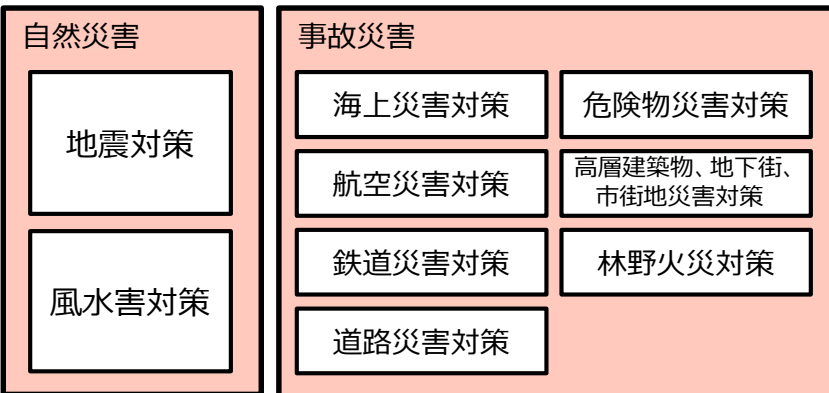 自然災害
地震対策
風水害対策
事故災害
海上災害対策
航空災害対策
鉄道災害対策
道路災害対策
危険物災害対策
高層建築物、地下街、
市街地災害対策
林野火災対策